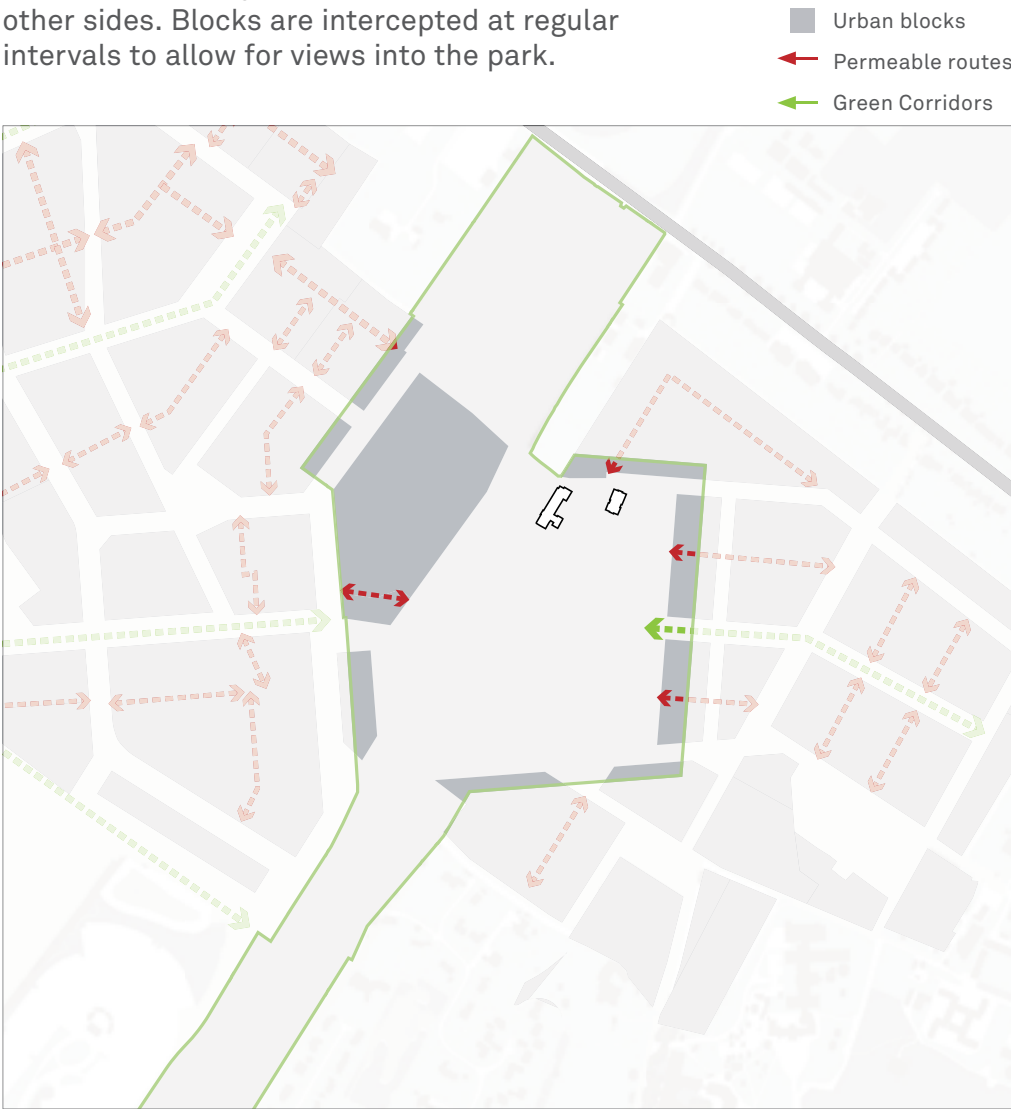 other sides. Blocks are intercepted at regular
intervals to allow for views into the park.
Urban blocks
Permeable routes
Green Corridors